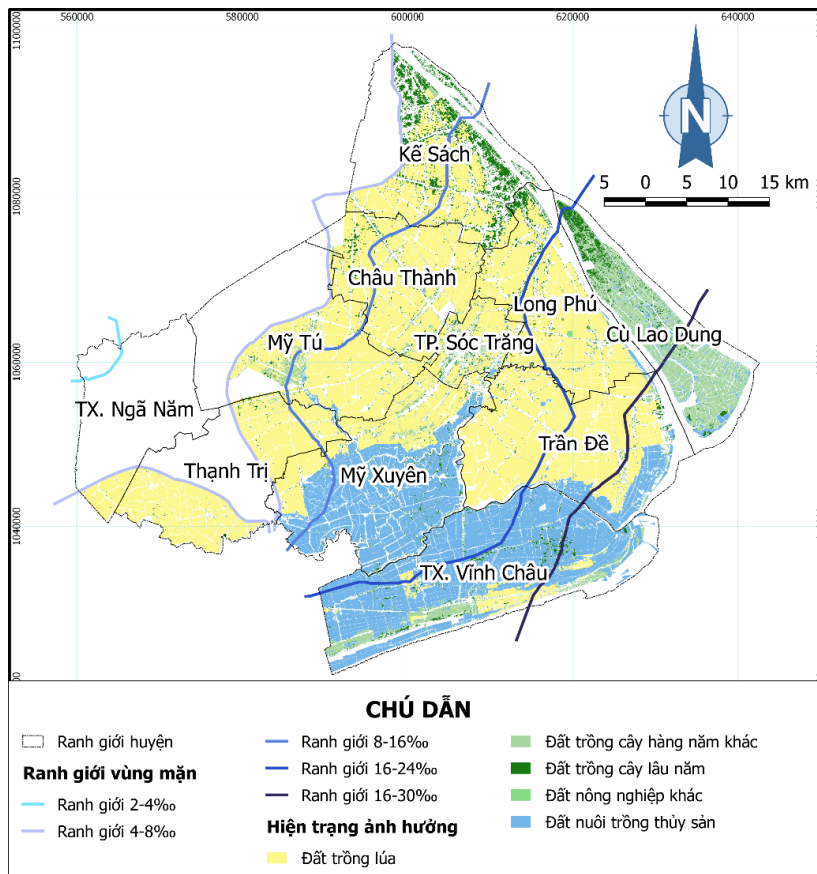 560000 580000 600000 620000 640000
1100000
1080000
1060000
1040000
N
5 0 5 10 15 km
Kế Sách
Châu Thành
Long Phú
Cù Lao Dung
Mỹ Tú
TP. Sóc Trăng
TX. Ngã Năm
Trần Đề
Thạnh Trị
Mỹ Xuyên
TX. Vĩnh Châu
CHÚ DẪN
Ranh giới huyện
Ranh giới vùng mặn
Ranh giới 2-4‰
Ranh giới 4-8‰
Ranh giới 8-16‰
Ranh giới 16-24‰
Ranh giới 16-30‰
Hiện trạng ảnh hưởng
Đất trồng lúa
Đất trồng cây hàng năm khác
Đất trồng cây lâu năm
Đất nông nghiệp khác
Đất nuôi trồng thủy sản